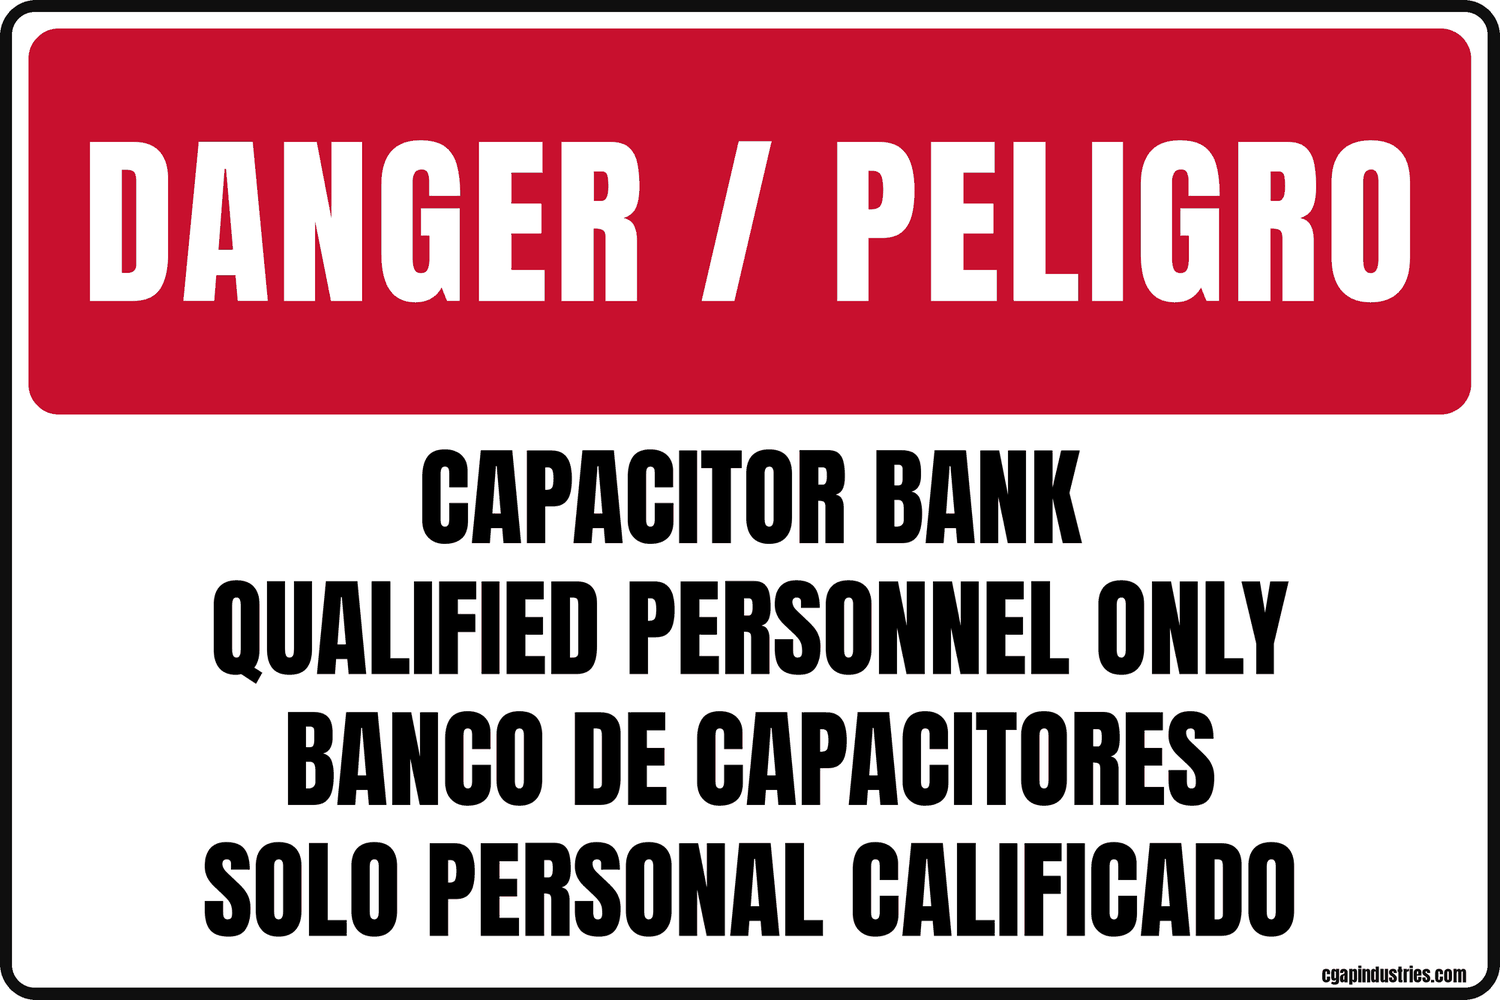 DANGER / PELIGRO
CAPACITOR BANK
QUALIFIED PERSONNEL ONLY
BANCO DE CAPACITORES
SOLO PERSONAL CALIFICADO
cgapindustries.com